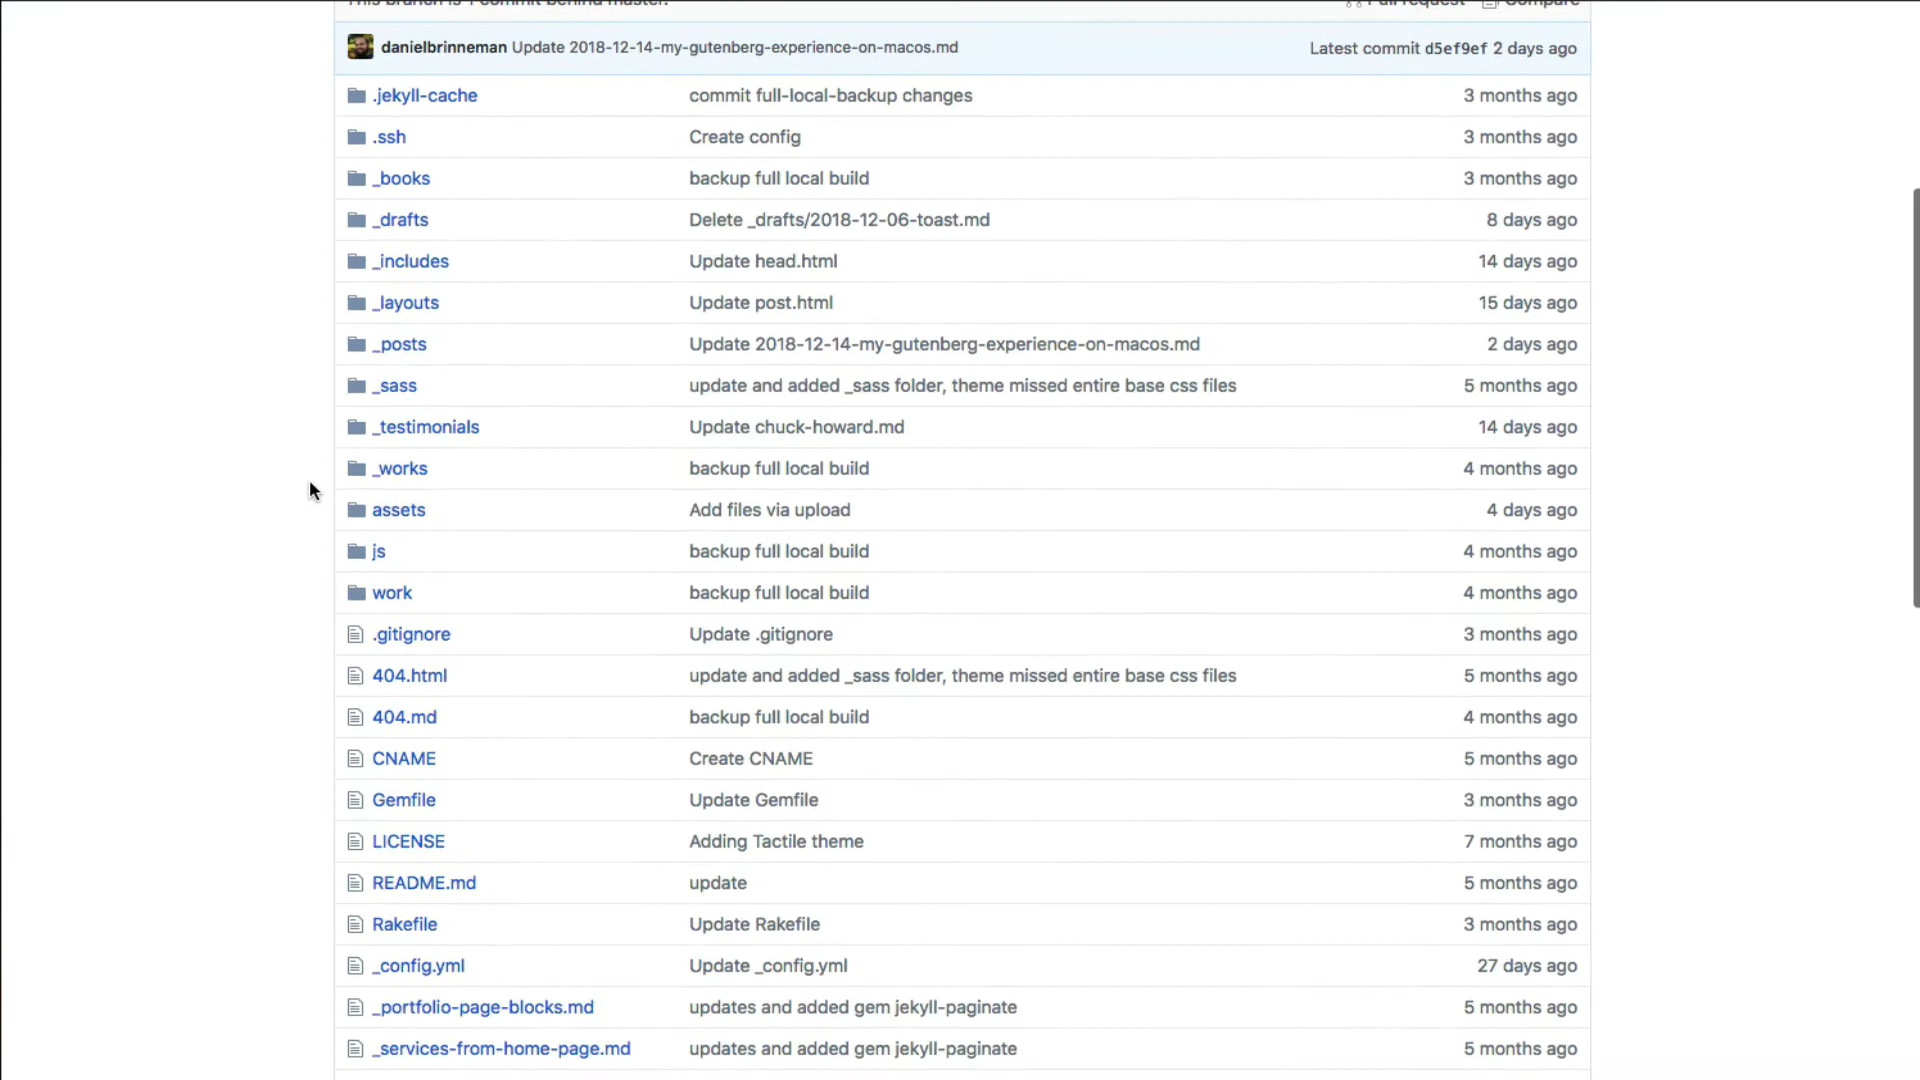 This branch is 1 commit behind master. Pull request Compare
danielbrinneman Update 2018-12-14-my-gutenberg-experience-on-macos.md Latest commit d5ef9ef 2 days ago
.jekyll-cache commit full-local-backup changes 3 months ago
.ssh Create config 3 months ago
_books backup full local build 3 months ago
_drafts Delete _drafts/2018-12-06-toast.md 8 days ago
_includes Update head.html 14 days ago
_layouts Update post.html 15 days ago
_posts Update 2018-12-14-my-gutenberg-experience-on-macos.md 2 days ago
_sass update and added _sass folder, theme missed entire base css files 5 months ago
_testimonials Update chuck-howard.md 14 days ago
_works backup full local build 4 months ago
assets Add files via upload 4 days ago
js backup full local build 4 months ago
work backup full local build 4 months ago
.gitignore Update .gitignore 3 months ago
404.html update and added _sass folder, theme missed entire base css files 5 months ago
404.md backup full local build 4 months ago
CNAME Create CNAME 5 months ago
Gemfile Update Gemfile 3 months ago
LICENSE Adding Tactile theme 7 months ago
README.md update 5 months ago
Rakefile Update Rakefile 3 months ago
_config.yml Update _config.yml 27 days ago
_portfolio-page-blocks.md updates and added gem jekyll-paginate 5 months ago
_services-from-home-page.md updates and added gem jekyll-paginate 5 months ago